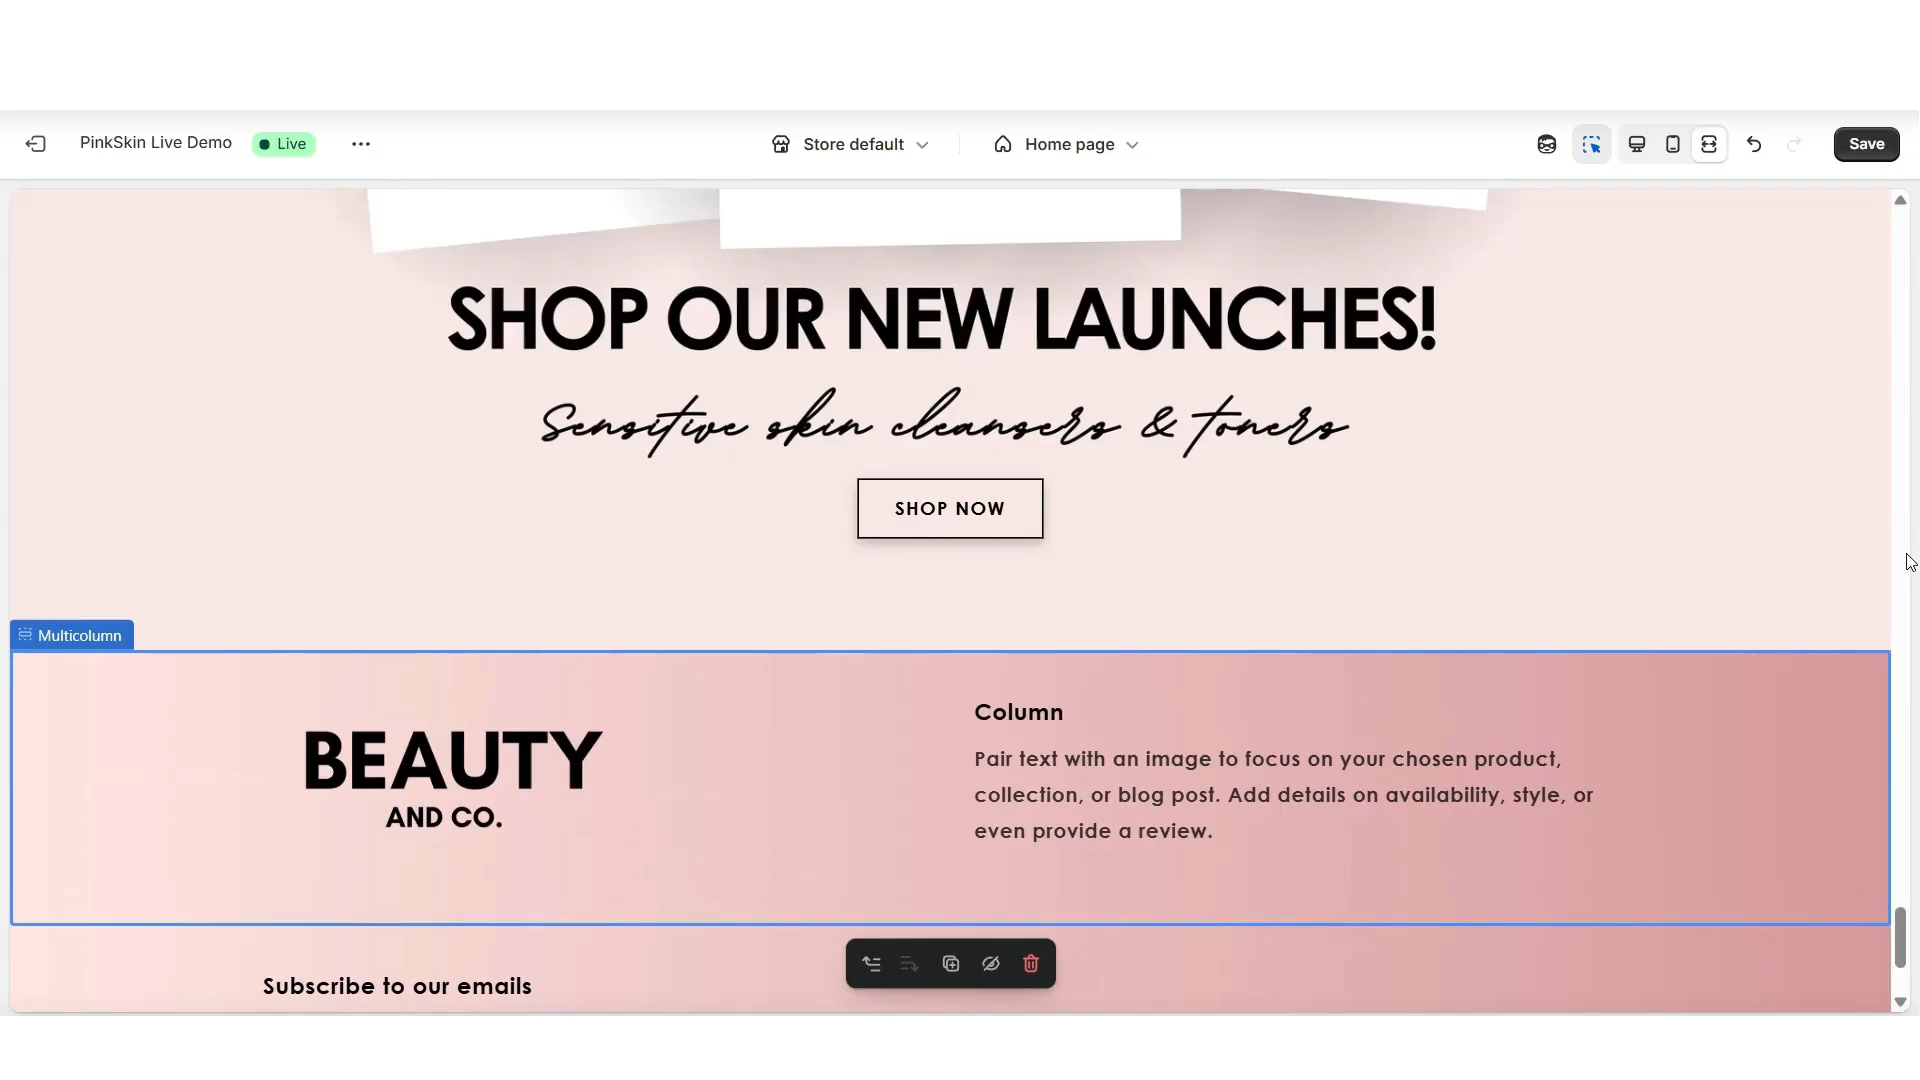 PinkSkin Live Demo
Live
Store default
Home page
Save
SHOP OUR NEW LAUNCHES!
Sensitive skin cleansers & toners
SHOP NOW
Multicolumn
BEAUTY
AND CO.
Column
Pair text with an image to focus on your chosen product,
collection, or blog post. Add details on availability, style, or
even provide a review.
Subscribe to our emails